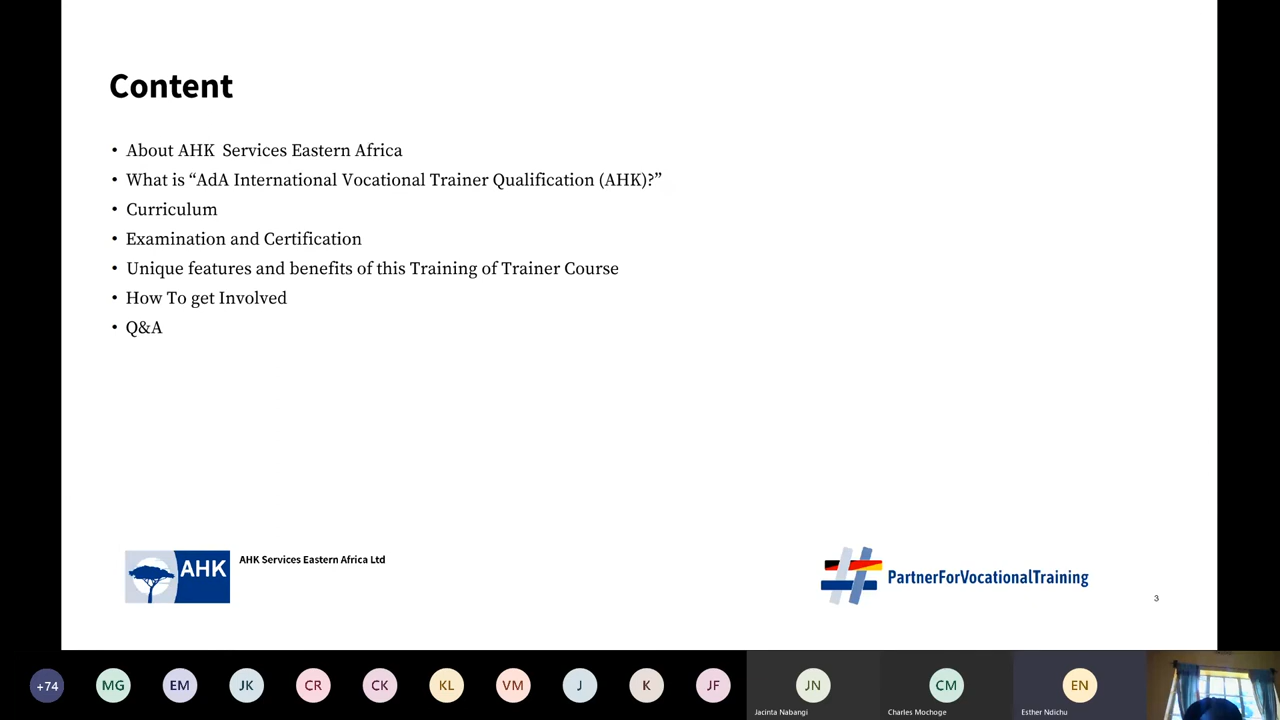 Content
• About AHK  Services Eastern Africa
• What is “AdA International Vocational Trainer Qualification (AHK)?”
• Curriculum
• Examination and Certification
• Unique features and benefits of this Training of Trainer Course
• How To get Involved
• Q&A
AHK
AHK Services Eastern Africa Ltd
PartnerForVocationalTraining
3
+74
MG
EM
JK
CR
CK
KL
VM
J
K
JF
JN
CM
EN
Jacinta Nabangi
Charles Mochoge
Esther Ndichu